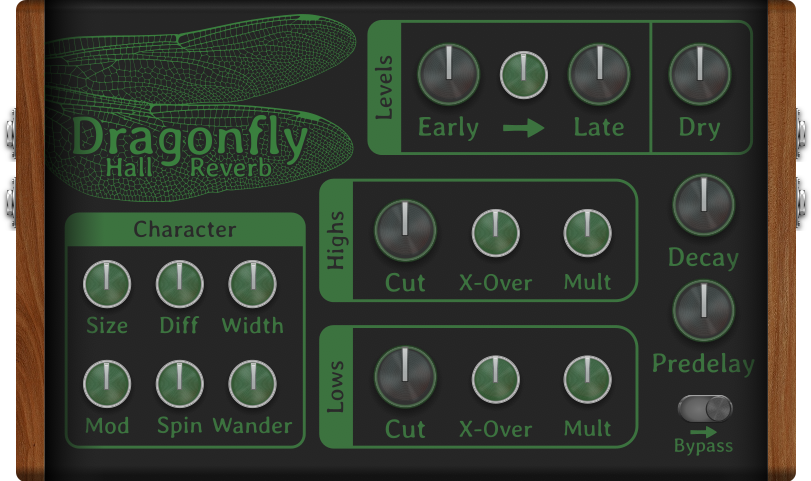 Dragonfly
Hall Reverb
Levels
Early
Late
Dry
Character
Size Diff Width
Mod Spin Wander
Highs
Cut X-Over Mult
Lows
Cut X-Over Mult
Decay
Predelay
Bypass